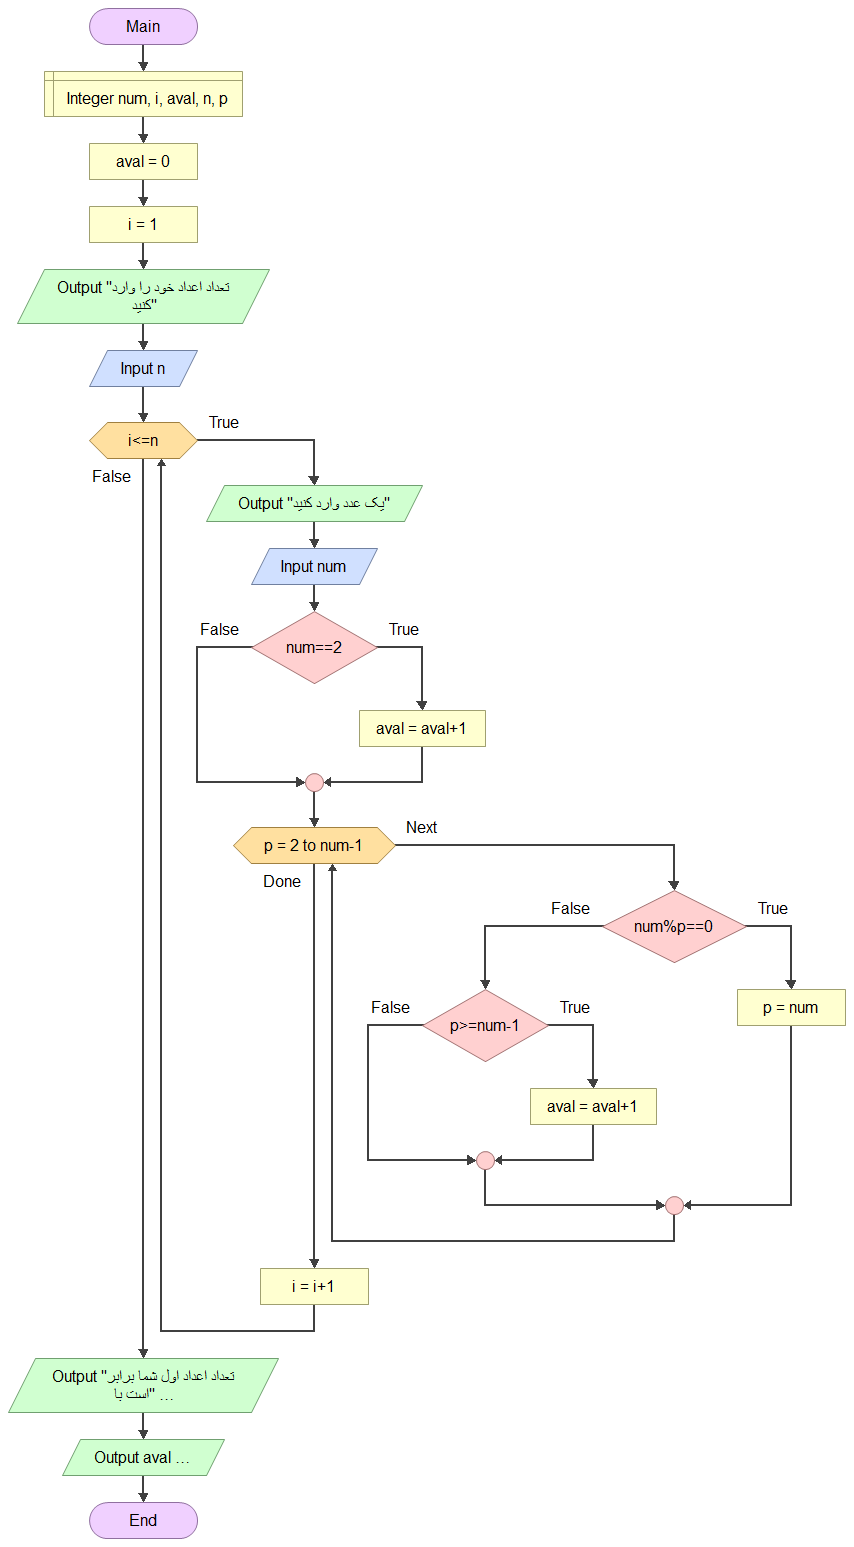 Main
Integer num, i, aval, n, p
aval = 0
i = 1
Output "تعداد اعداد خود را وارد
کنید"
Input n
i<=n
True
False
Output "یک عدد وارد کنید"
Input num
False
True
num==2
aval = aval+1
p = 2 to num-1
Next
Done
False
True
num%p==0
False
True
p>=num-1
p = num
aval = aval+1
i = i+1
Output "تعداد اعداد اول شما برابر
است با" ...
Output aval ...
End